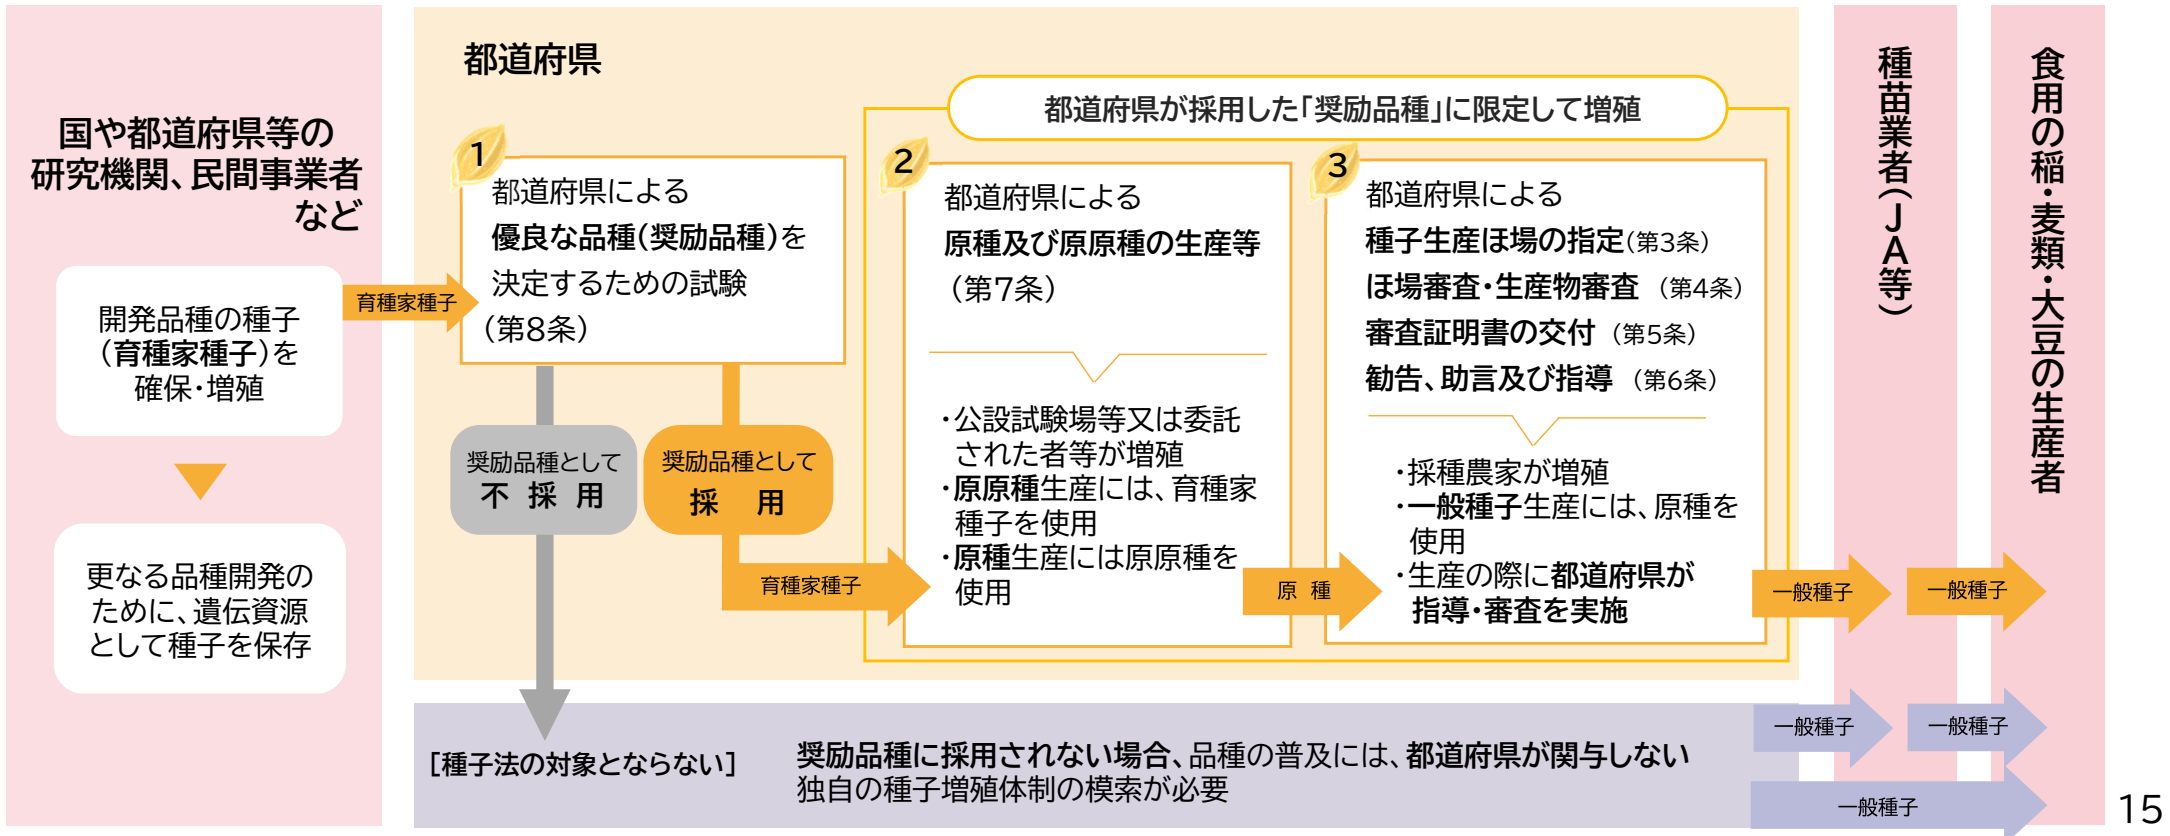 国や都道府県等の
研究機関、民間事業者
など
開発品種の種子
（育種家種子）を
確保・増殖
更なる品種開発の
ために、遺伝資源
として種子を保存
育種家種子
都道府県
1
都道府県による
優良な品種（奨励品種）を
決定するための試験
（第8条）
奨励品種として
不 採 用
奨励品種として
採 用
育種家種子
都道府県が採用した「奨励品種」に限定して増殖
2
都道府県による
原種及び原原種の生産等
（第7条）
・公設試験場等又は委託
された者等が増殖
・原原種生産には、育種家
種子を使用
・原種生産には原原種を
使用
原 種
3
都道府県による
種子生産ほ場の指定（第3条）
ほ場審査・生産物審査 （第4条）
審査証明書の交付 （第5条）
勧告、助言及び指導 （第6条）
・採種農家が増殖
・一般種子生産には、原種を
使用
・生産の際に都道府県が
指導・審査を実施
一般種子
種苗業者（ＪＡ等）
一般種子
食用の稲・麦類・大豆の生産者
［種子法の対象とならない］
奨励品種に採用されない場合、品種の普及には、都道府県が関与しない
独自の種子増殖体制の模索が必要
一般種子
一般種子
一般種子
15